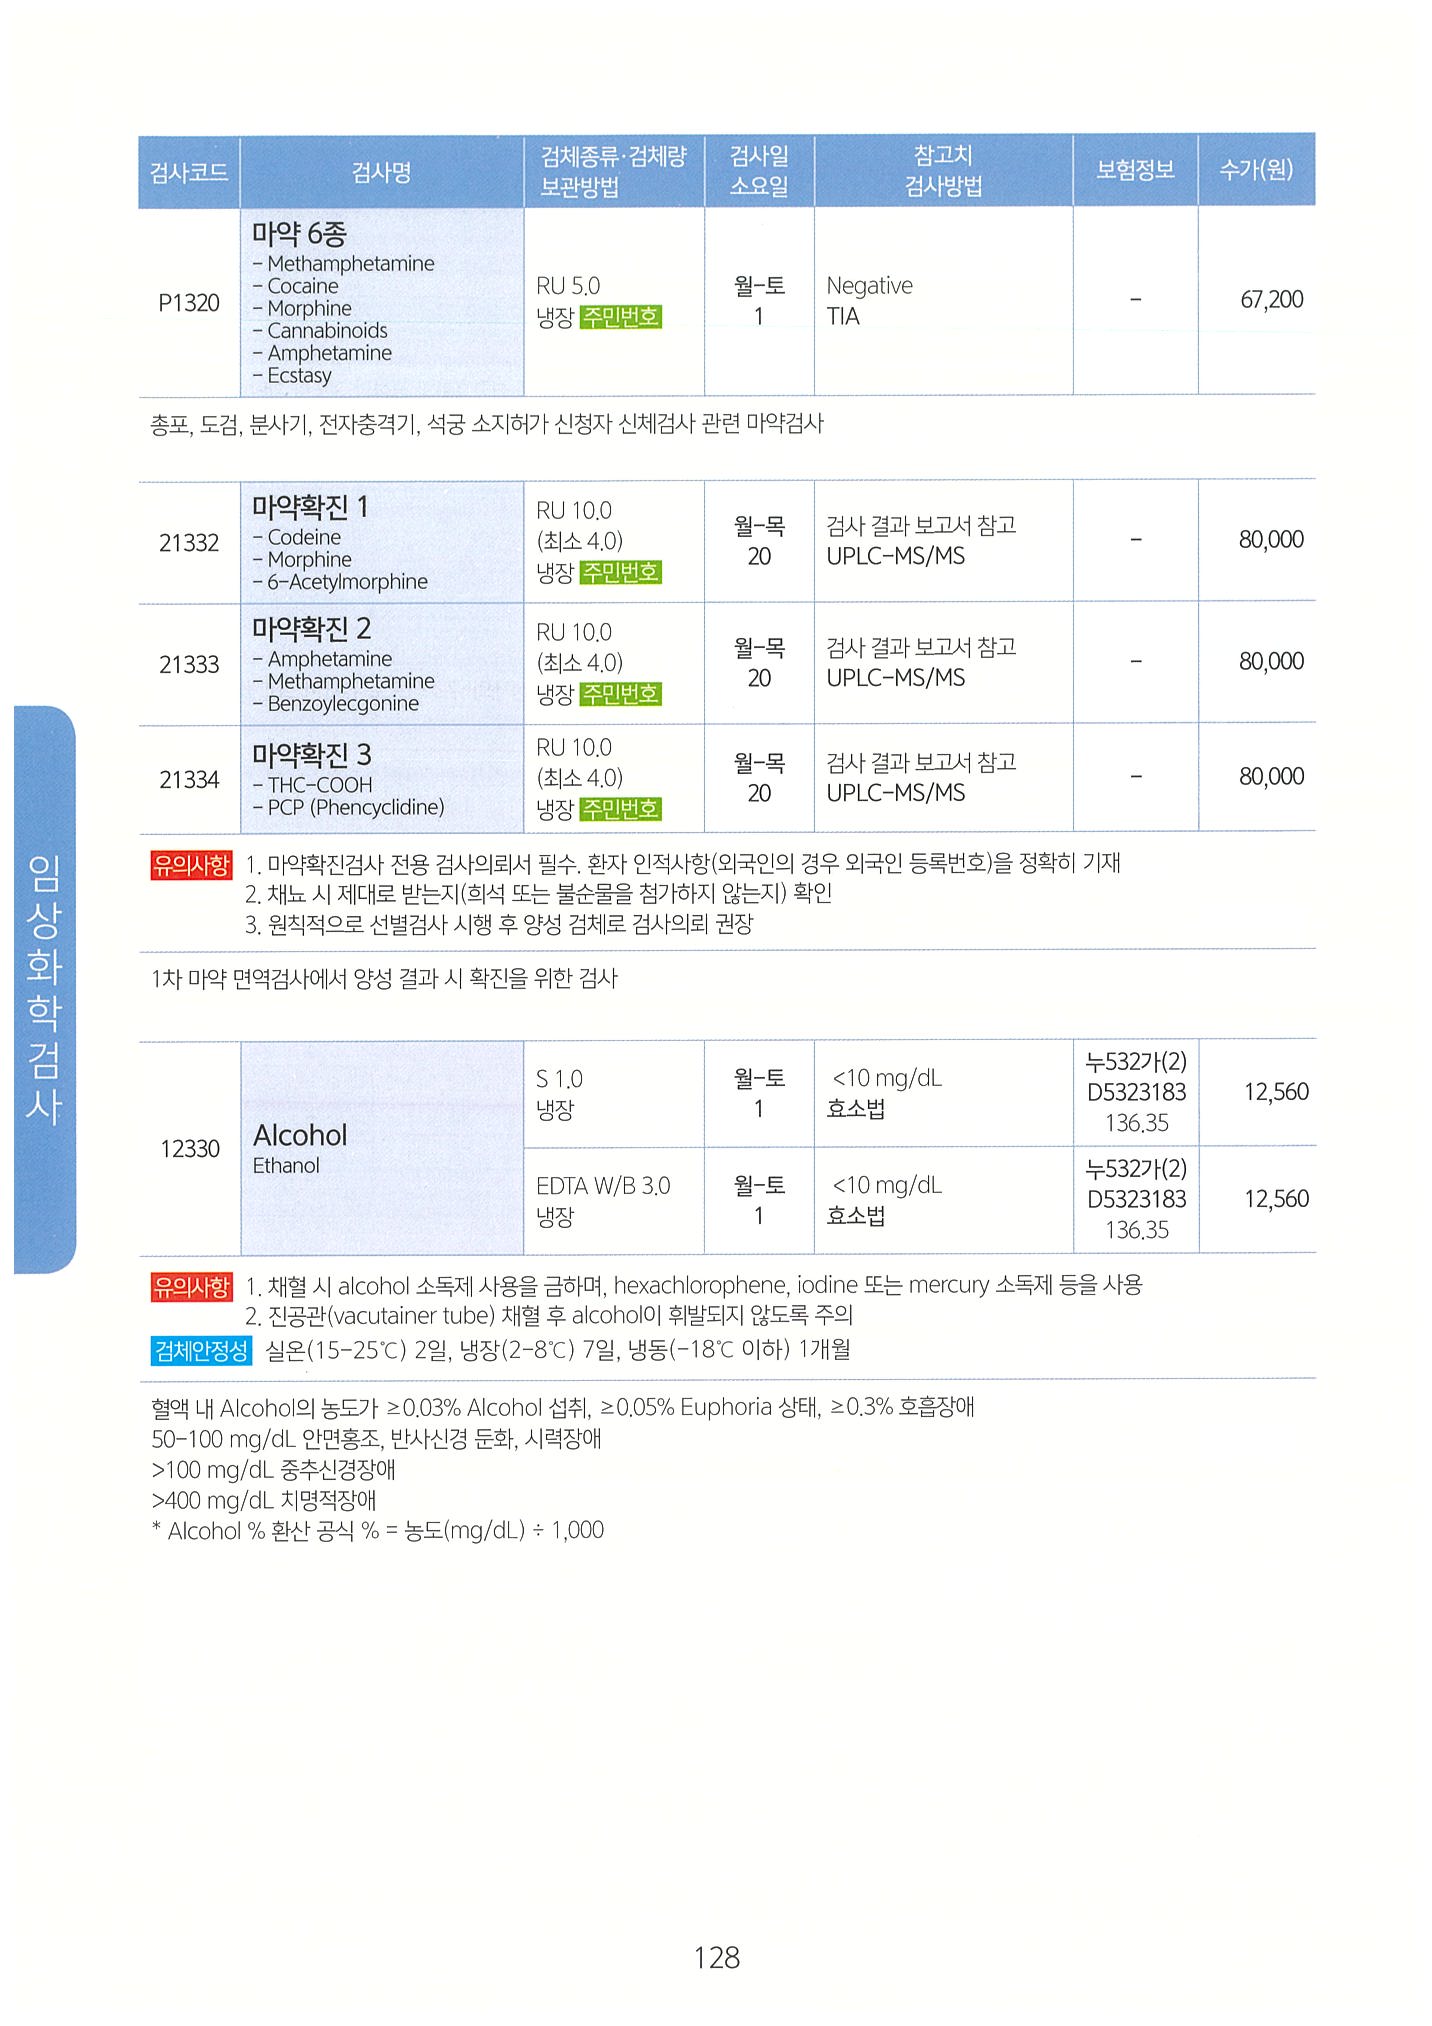 검사코드 검사명 검체종류·검체량 보관방법 검사일 소요일 참고치 검사방법 보험정보 수가(원)
P1320
마약 6종
- Methamphetamine
- Cocaine
- Morphine
- Cannabinoids
- Amphetamine
- Ecstasy
RU 5.0
냉장 주민번호
월-토
1
Negative
TIA
-
67,200
총포, 도검, 분사기, 전자충격기, 석궁 소지허가 신청자 신체검사 관련 마약검사
21332
마약확진 1
- Codeine
- Morphine
- 6-Acetylmorphine
RU 10.0
(최소 4.0)
냉장 주민번호
월-목
20
검사 결과 보고서 참고
UPLC-MS/MS
-
80,000
21333
마약확진 2
- Amphetamine
- Methamphetamine
- Benzoylecgonine
RU 10.0
(최소 4.0)
냉장 주민번호
월-목
20
검사 결과 보고서 참고
UPLC-MS/MS
-
80,000
21334
마약확진 3
- THC-COOH
- PCP (Phencyclidine)
RU 10.0
(최소 4.0)
냉장 주민번호
월-목
20
검사 결과 보고서 참고
UPLC-MS/MS
-
80,000
유의사항 1. 마약확진검사 전용 검사의뢰서 필수. 환자 인적사항(외국인의 경우 외국인 등록번호)을 정확히 기재
2. 채뇨 시 제대로 받는지(희석 또는 불순물을 첨가하지 않는지) 확인
3. 원칙적으로 선별검사 시행 후 양성 검체로 검사의뢰 권장
1차 마약 면역검사에서 양성 결과 시 확진을 위한 검사
12330
Alcohol
Ethanol
S 1.0
냉장
월-토
1
<10 mg/dL
효소법
누532가(2)
D5323183
136.35
12,560
EDTA W/B 3.0
냉장
월-토
1
<10 mg/dL
효소법
누532가(2)
D5323183
136.35
12,560
유의사항 1. 채혈 시 alcohol 소독제 사용을 금하며, hexachlorophene, iodine 또는 mercury 소독제 등을 사용
2. 진공관(vacutainer tube) 채혈 후 alcohol이 휘발되지 않도록 주의
검체안정성 실온(15-25℃) 2일, 냉장(2-8℃) 7일, 냉동(-18℃ 이하) 1개월
혈액 내 Alcohol의 농도가 ≥0.03% Alcohol 섭취, ≥0.05% Euphoria 상태, ≥0.3% 호흡장애
50-100 mg/dL 안면홍조, 반사신경 둔화, 시력장애
>100 mg/dL 중추신경장애
>400 mg/dL 치명적장애
* Alcohol % 환산 공식 % = 농도(mg/dL) ÷ 1,000
임상화학검사
128